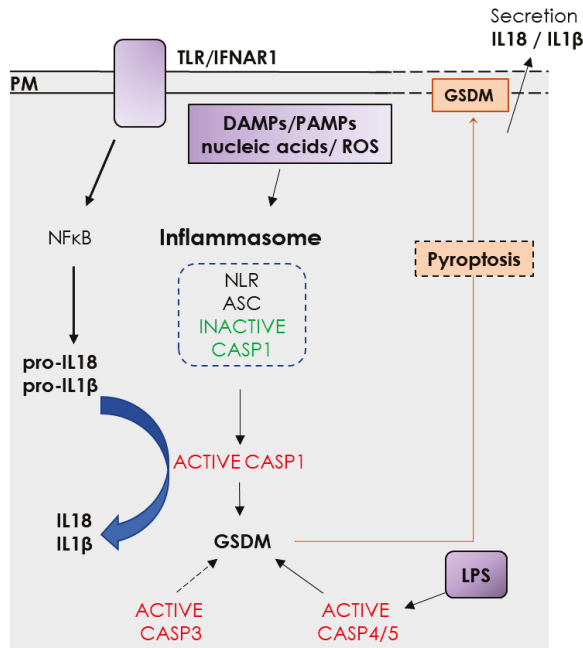 Secretion
IL18 / IL1β
TLR/IFNAR1
PM
GSDM
DAMPs/PAMPs
nucleic acids/ ROS
NFκB
Inflammasome
Pyroptosis
NLR
ASC
INACTIVE
CASP1
pro-IL18
pro-IL1β
ACTIVE CASP1
IL18
IL1β
GSDM
LPS
ACTIVE
CASP3
ACTIVE
CASP4/5